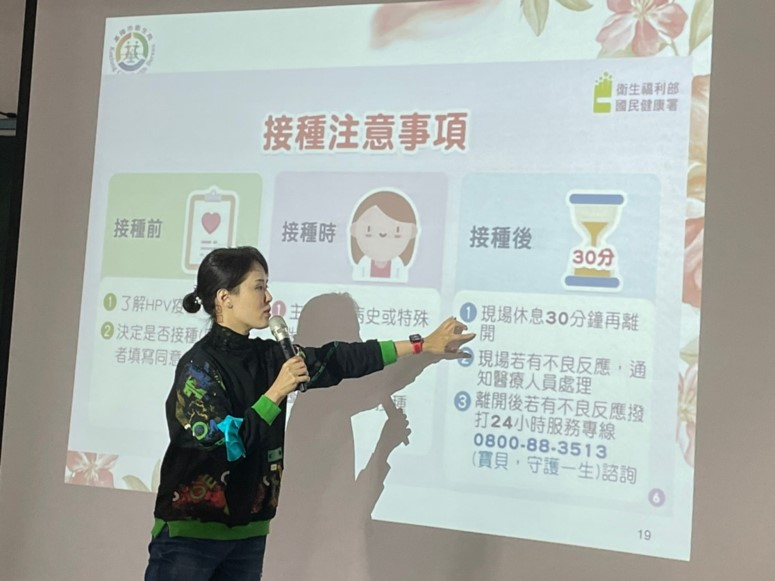 衛生福利部
國民健康署
接種注意事項
接種前
① 了解HPV疫
② 決定是否接種
者填寫同意
接種時
① 主
病史或特殊
種
接種後
30分
① 現場休息30分鐘再離
開
② 現場若有不良反應，通
知醫療人員處理
③ 離開後若有不良反應撥
打24小時服務專線
0800-88-3513
(寶貝，守護一生)諮詢
6
19